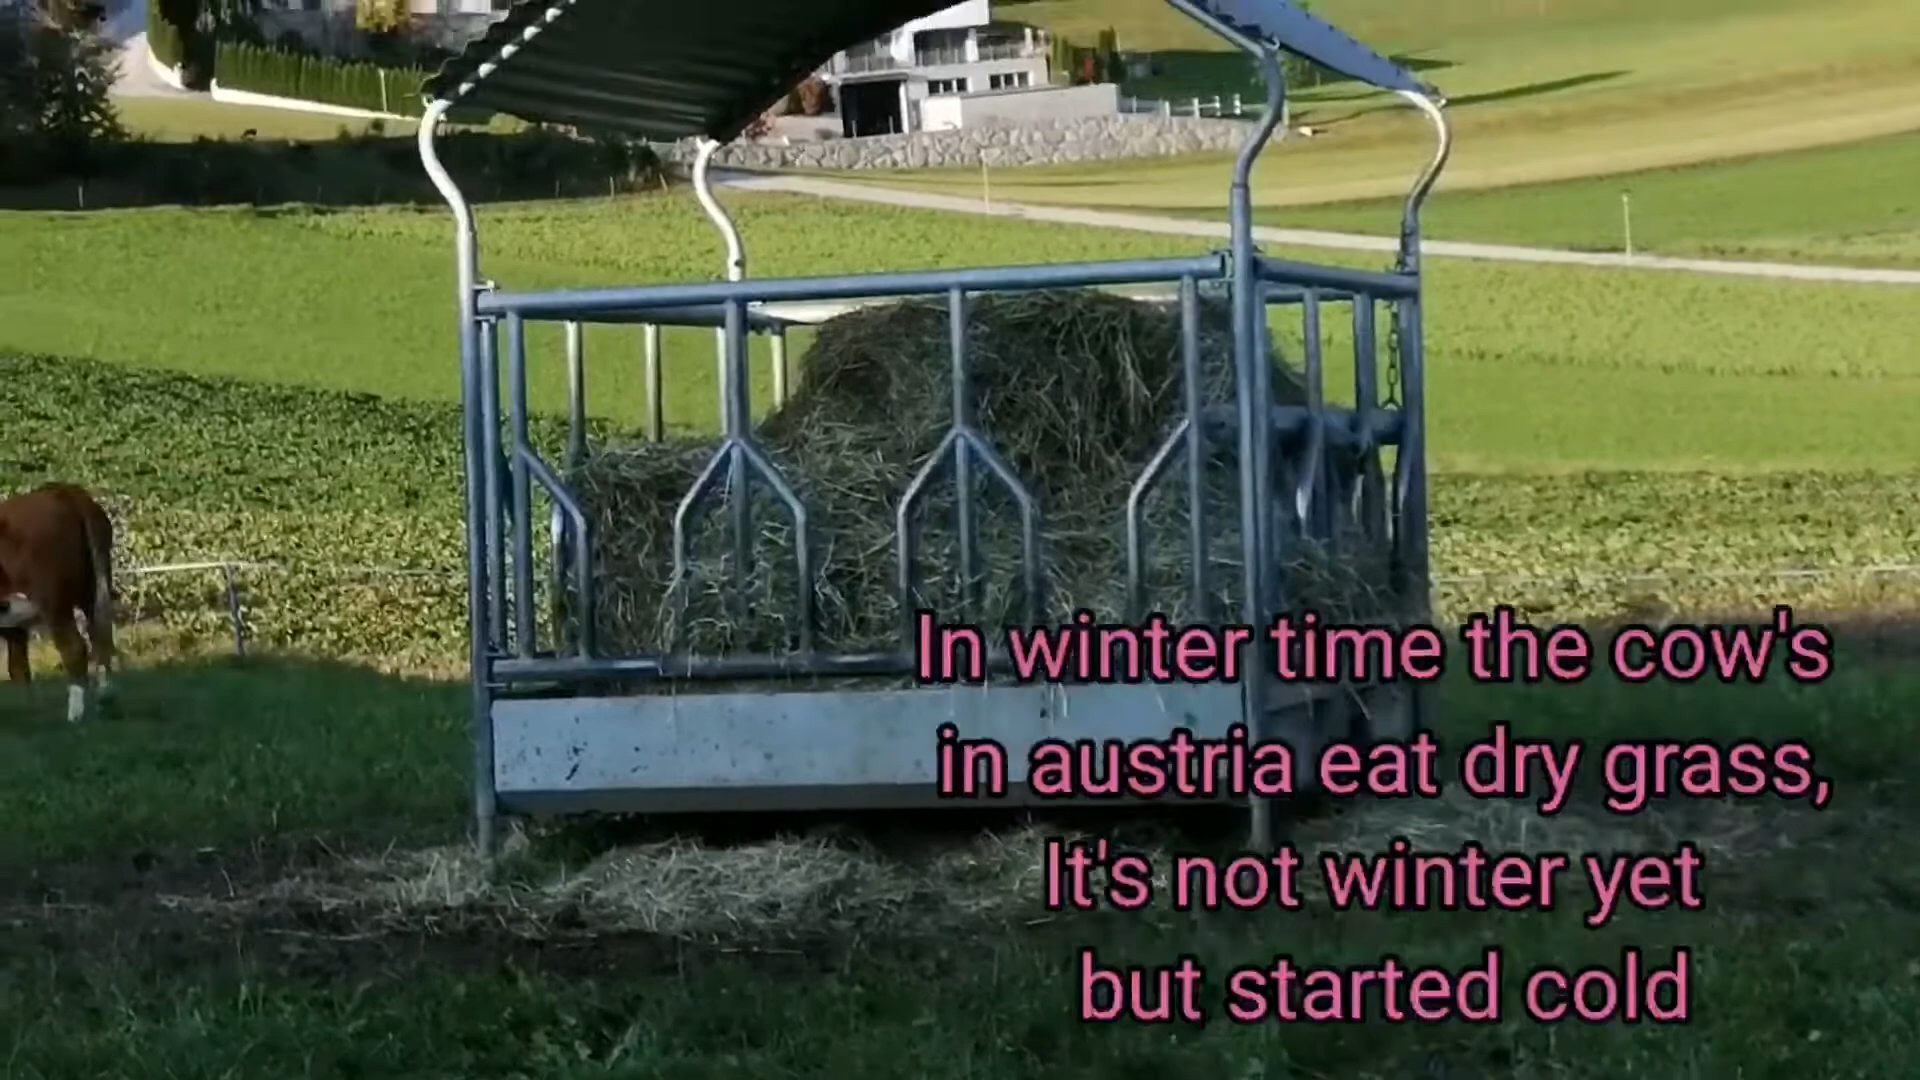 In winter time the cow's
in austria eat dry grass,
It's not winter yet
but started cold